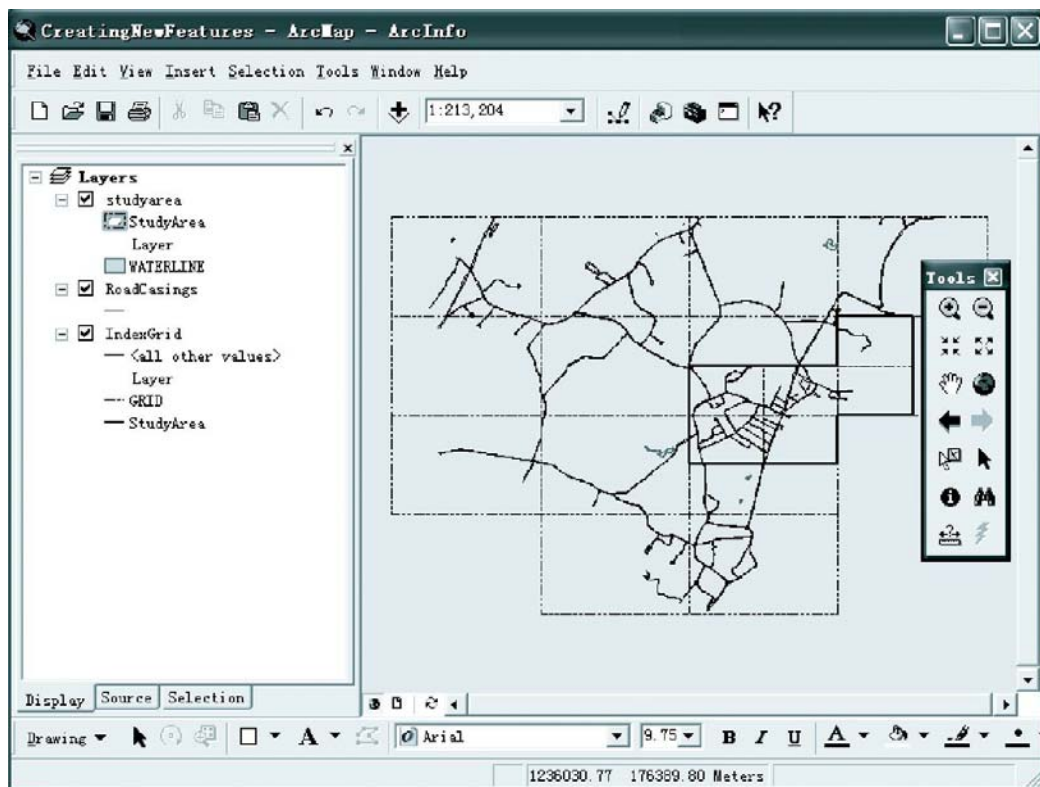 CreatingNewFeatures - ArcMap - ArcInfo
File Edit View Insert Selection Tools Window Help
1:213,204
Layers
studyarea
StudyArea
Layer
WATERLINE
RoadCasings
IndexGrid
<all other values>
Layer
GRID
StudyArea
Tools
Display Source Selection
Drawing A Arial 9.75 B I U A
1236030.77 176389.80 Meters